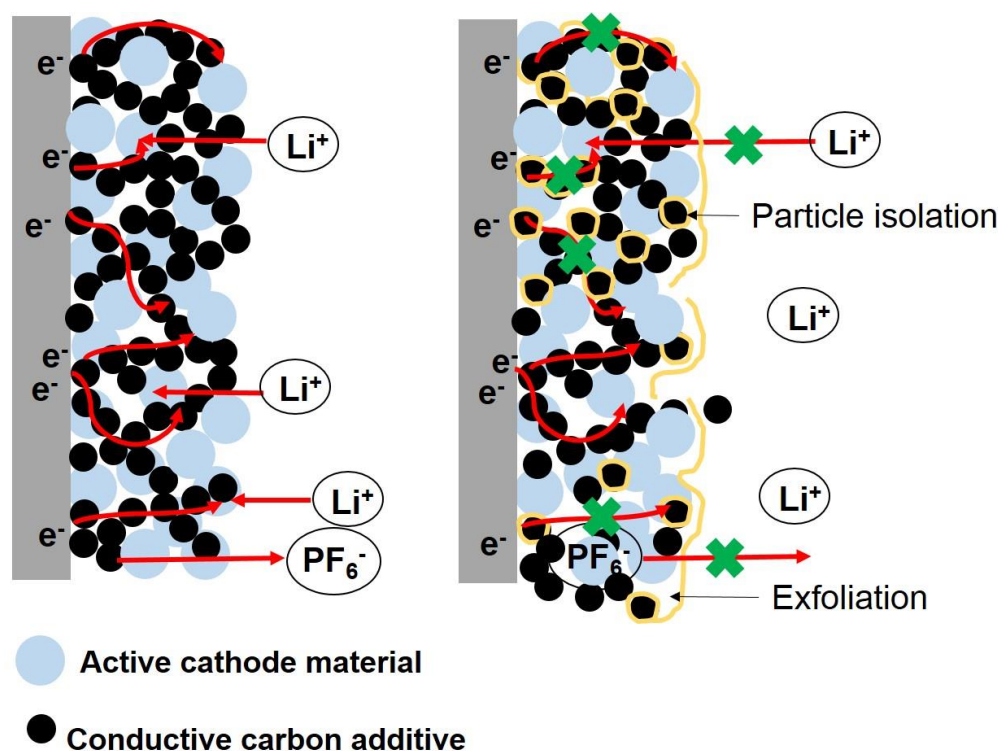 e⁻
Li⁺
e⁻
e⁻
e⁻
e⁻
Li⁺
Li⁺
e⁻
PF₆⁻
e⁻
Li⁺
e⁻
Particle isolation
e⁻
Li⁺
e⁻
e⁻
Li⁺
e⁻
PF₆⁻
Exfoliation
Active cathode material
Conductive carbon additive